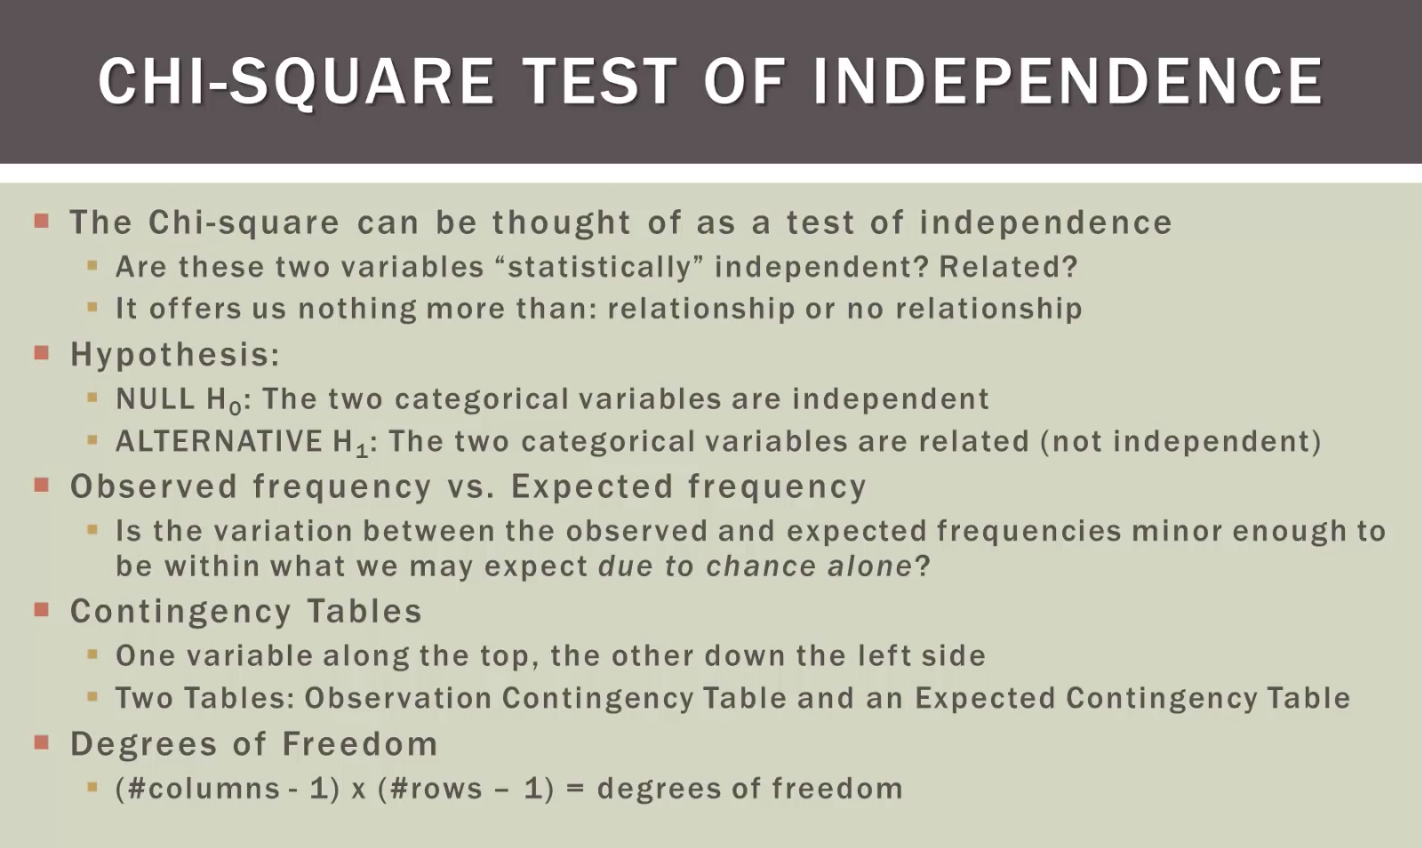 CHI-SQUARE TEST OF INDEPENDENCE
The Chi-square can be thought of as a test of independence
Are these two variables “statistically” independent? Related?
It offers us nothing more than: relationship or no relationship
Hypothesis:
NULL H₀: The two categorical variables are independent
ALTERNATIVE H₁: The two categorical variables are related (not independent)
Observed frequency vs. Expected frequency
Is the variation between the observed and expected frequencies minor enough to
be within what we may expect due to chance alone?
Contingency Tables
One variable along the top, the other down the left side
Two Tables: Observation Contingency Table and an Expected Contingency Table
Degrees of Freedom
(#columns - 1) x (#rows – 1) = degrees of freedom